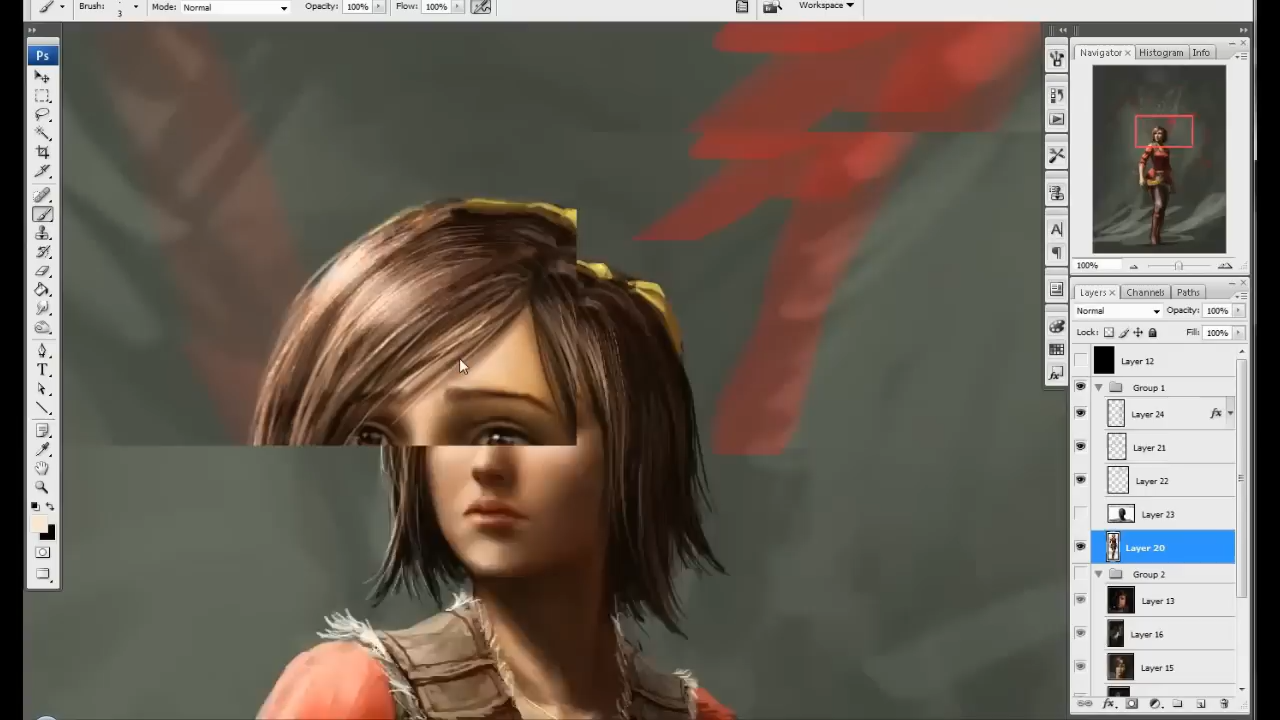 Brush: 3 Mode: Normal Opacity: 100% Flow: 100% Workspace
Ps
Navigator Histogram Info
100%
Layers Channels Paths
Normal Opacity: 100%
Lock: Fill: 100%
Layer 12
Group 1
Layer 24 fx
Layer 21
Layer 22
Layer 23
Layer 20
Group 2
Layer 13
Layer 16
Layer 15